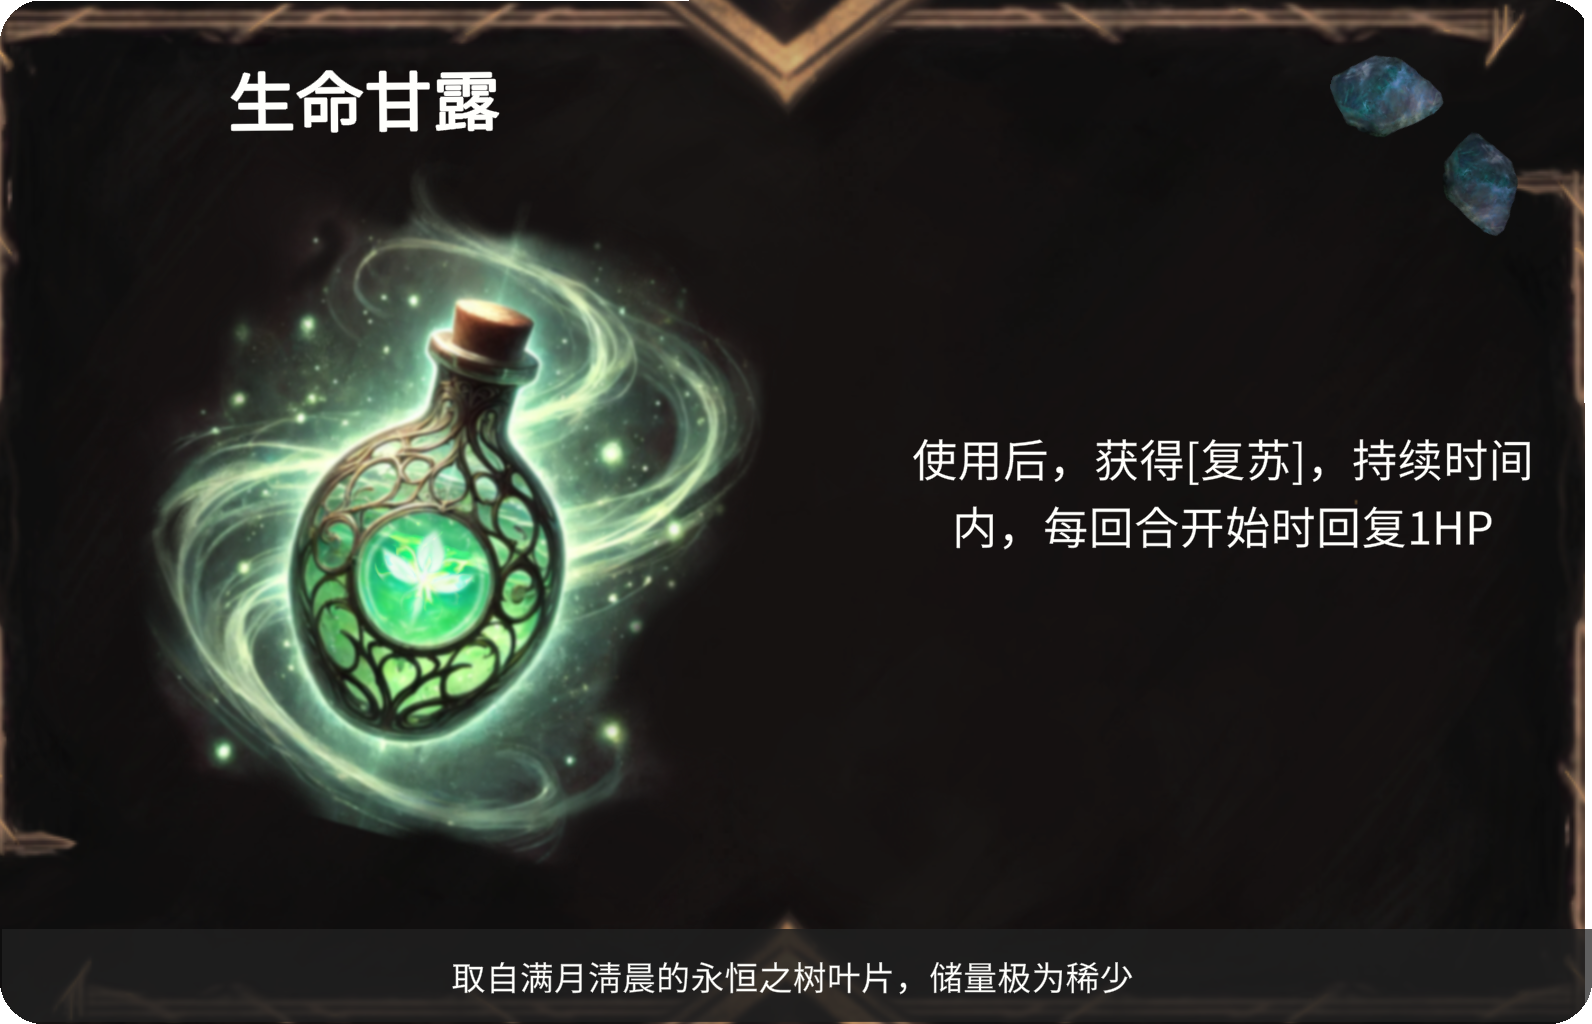 生命甘露
使用后，获得[复苏]，持续时间
内，每回合开始时回复1HP
取自满月清晨的永恒之树叶片，储量极为稀少